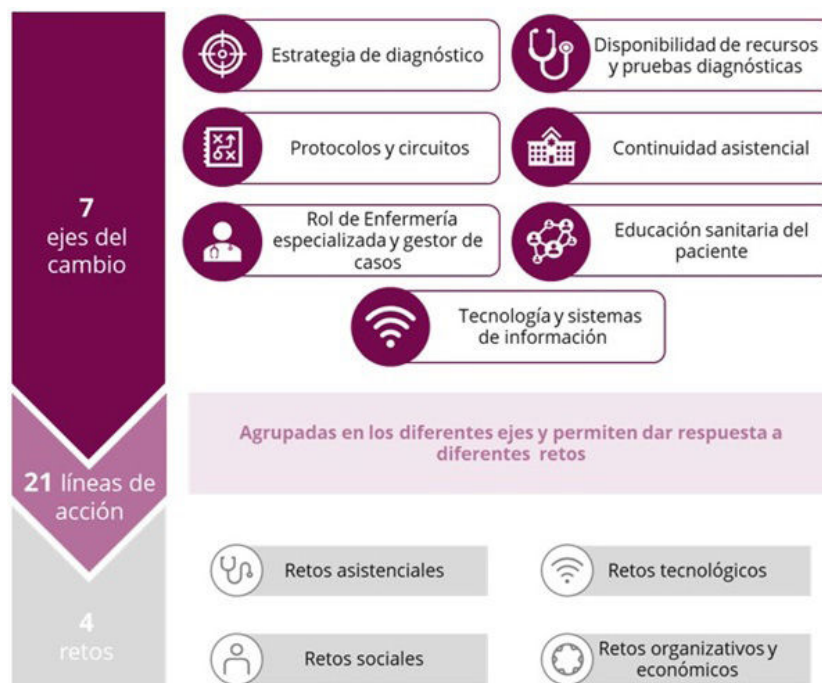 7
ejes del
cambio
Estrategia de diagnóstico
Disponibilidad de recursos
y pruebas diagnósticas
Protocolos y circuitos
Continuidad asistencial
Rol de Enfermería
especializada y gestor de
casos
Educación sanitaria del
paciente
Tecnología y sistemas
de información
21 líneas de
acción
Agrupadas en los diferentes ejes y permiten dar respuesta a
diferentes retos
4
retos
Retos asistenciales
Retos tecnológicos
Retos sociales
Retos organizativos y
económicos